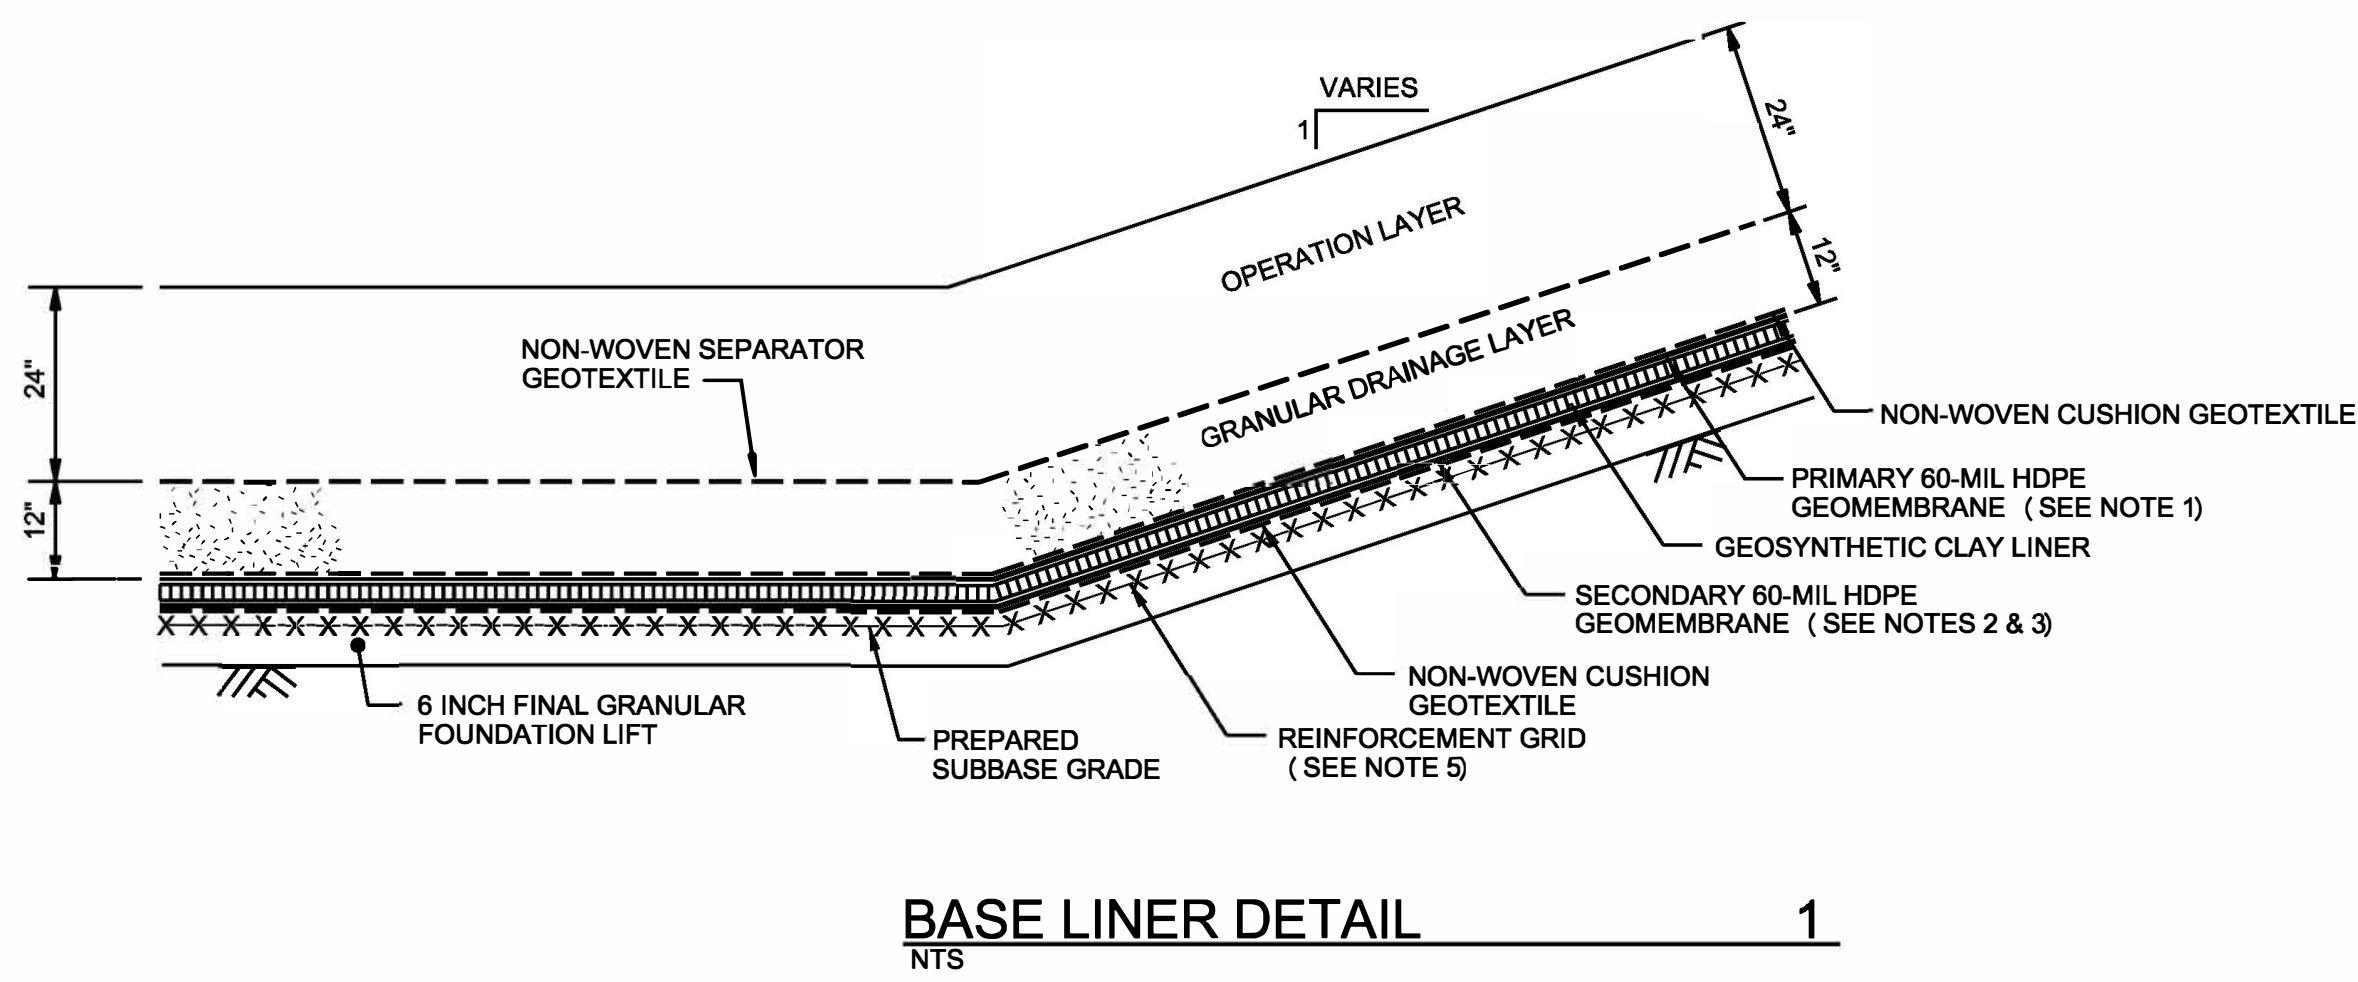 VARIES
1
24"
12"
OPERATION LAYER
GRANULAR DRAINAGE LAYER
24"
12"
NON-WOVEN SEPARATOR
GEOTEXTILE
NON-WOVEN CUSHION GEOTEXTILE
PRIMARY 60-MIL HDPE
GEOMEMBRANE (SEE NOTE 1)
GEOSYNTHETIC CLAY LINER
SECONDARY 60-MIL HDPE
GEOMEMBRANE (SEE NOTES 2 & 3)
NON-WOVEN CUSHION
GEOTEXTILE
REINFORCEMENT GRID
(SEE NOTE 5)
6 INCH FINAL GRANULAR
FOUNDATION LIFT
PREPARED
SUBBASE GRADE
BASE LINER DETAIL 1
NTS